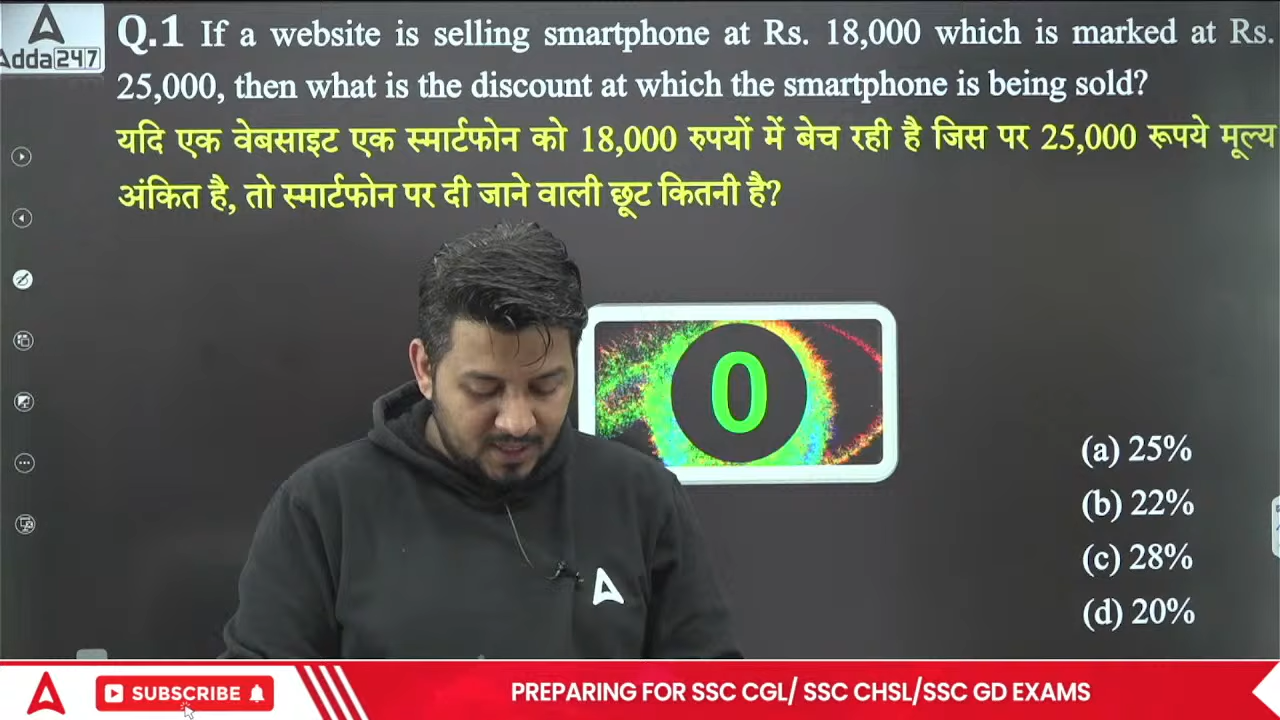 Adda247
Q.1 If a website is selling smartphone at Rs. 18,000 which is marked at Rs.
25,000, then what is the discount at which the smartphone is being sold?
यदि एक वेबसाइट एक स्मार्टफोन को 18,000 रुपयों में बेच रही है जिस पर 25,000 रूपये मूल्य
अंकित है, तो स्मार्टफोन पर दी जाने वाली छूट कितनी है?
0
(a) 25%
(b) 22%
(c) 28%
(d) 20%
SUBSCRIBE
PREPARING FOR SSC CGL/ SSC CHSL/SSC GD EXAMS